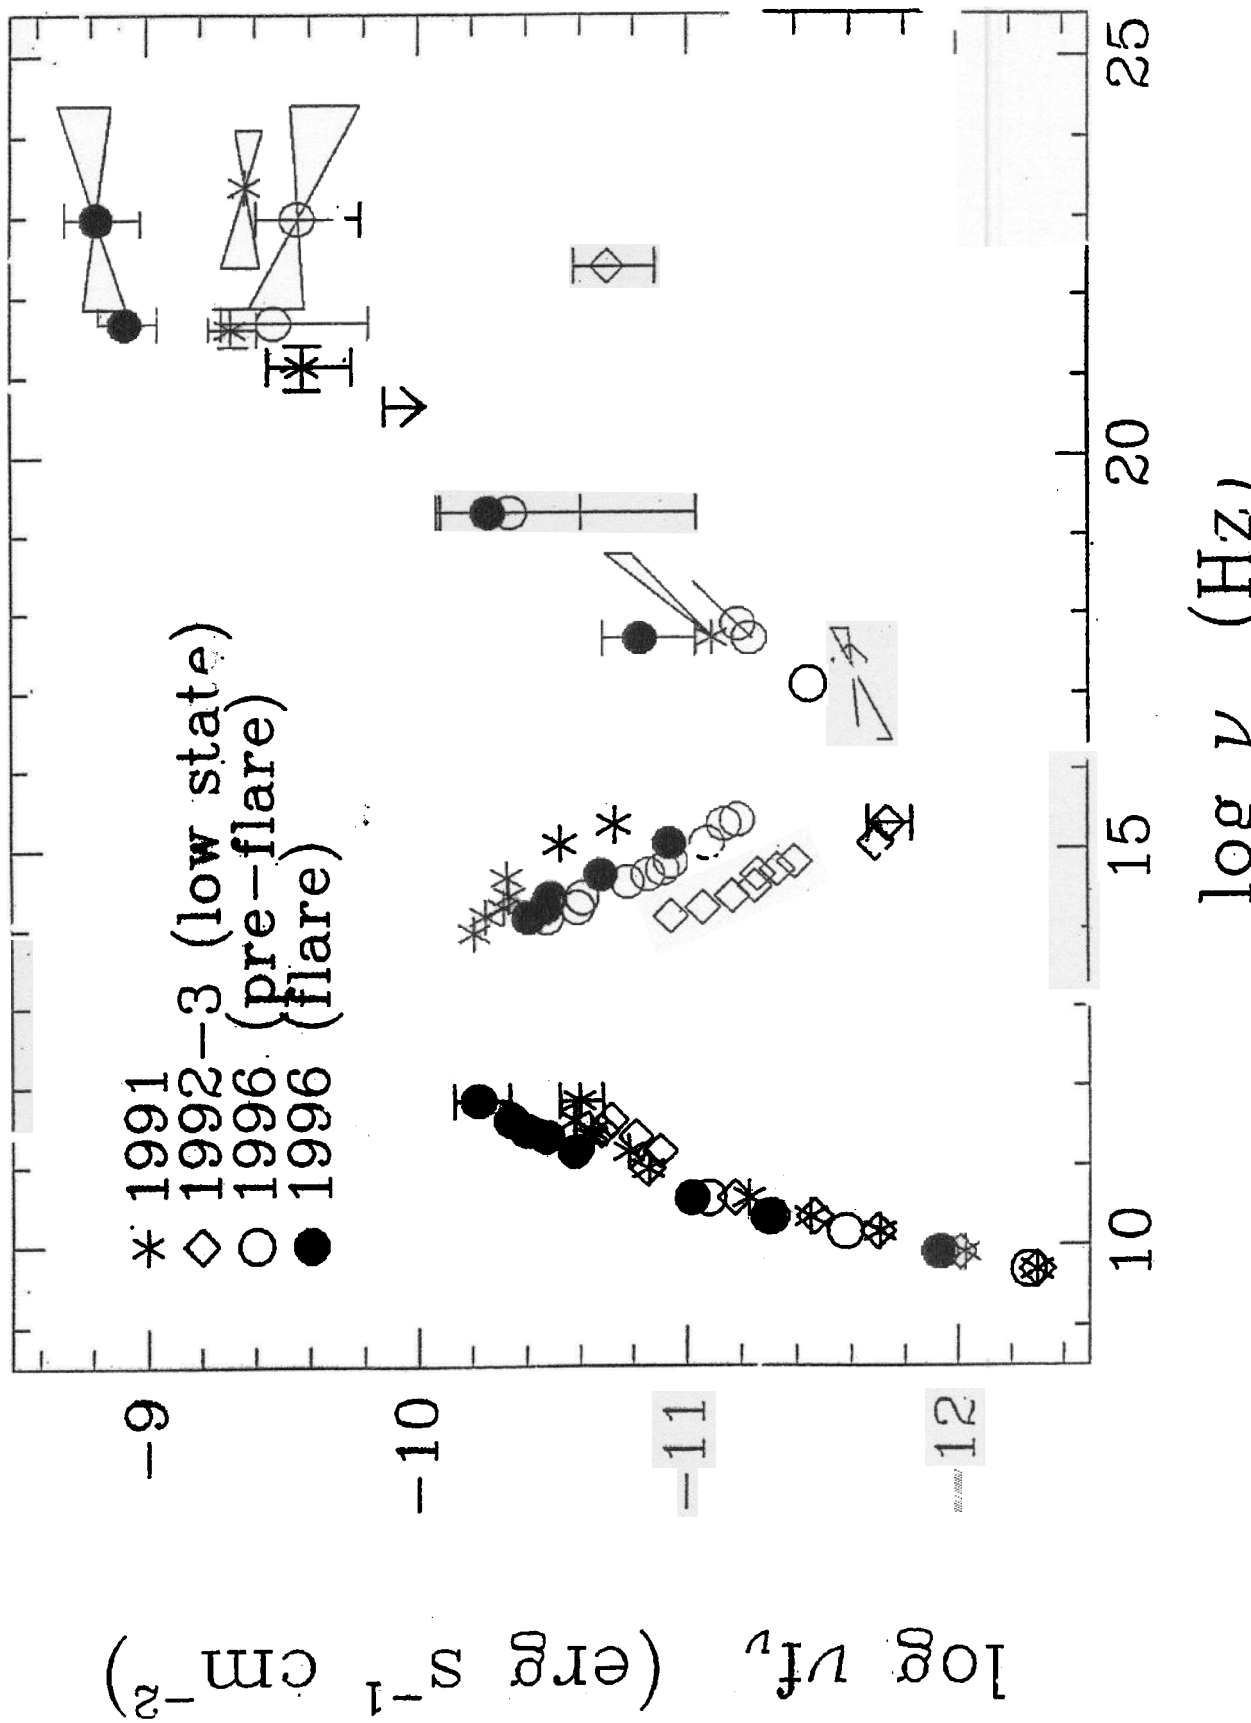 * 1991
◇ 1992-3 (low state)
○ 1996 (pre-flare)
● 1996 (flare)
-9
-10
-11
-12
10
15
20
25
log ν (Hz)
log νfᵥ (erg s⁻¹ cm⁻²)